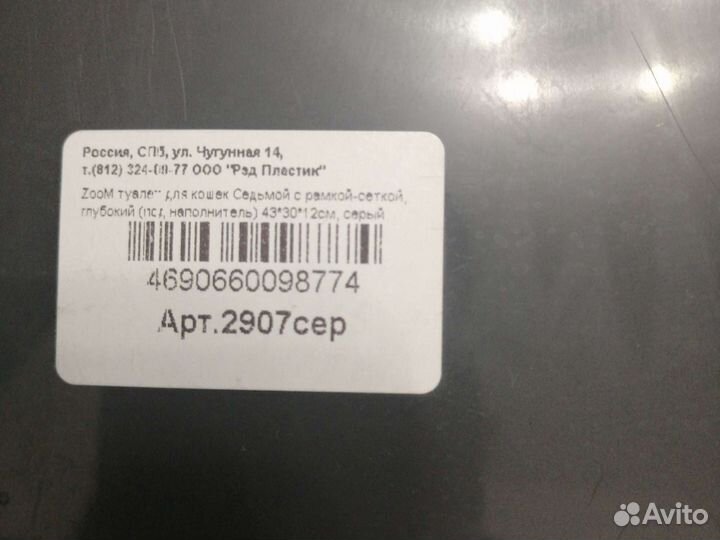 Россия, СПб, ул. Чугунная 14,
т.(812) 324-09-77 ООО "Рэд Пластик"
ZooM туалет для кошек Седьмой с рамкой-сеткой,
глубокий (под наполнитель) 43*30*12см, серый
4690660098774
Арт.2907сер
Avito